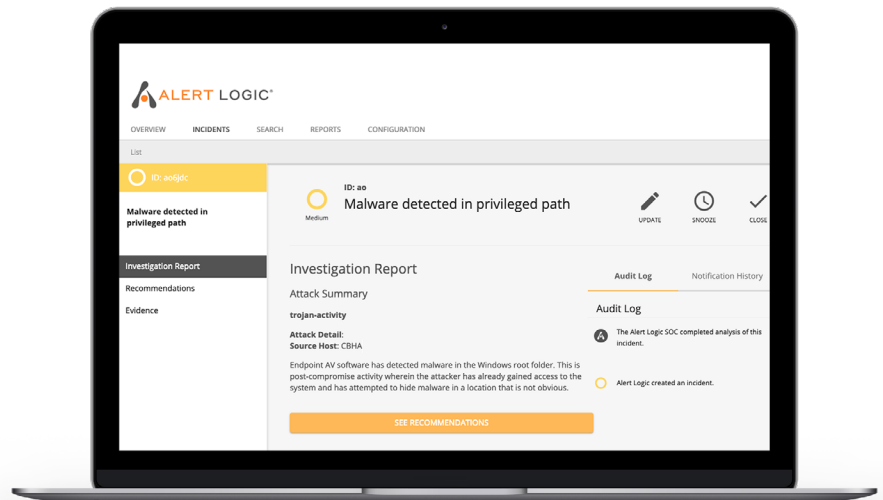 ALERT LOGIC®
OVERVIEW INCIDENTS SEARCH REPORTS CONFIGURATION
List
ID: ao6jdc
Malware detected in
privileged path
Investigation Report
Recommendations
Evidence
ID: ao
Malware detected in privileged path
Medium
UPDATE SNOOZE CLOSE
Investigation Report
Attack Summary
trojan-activity
Attack Detail:
Source Host: CBHA
Endpoint AV software has detected malware in the Windows root folder. This is
post-compromise activity wherein the attacker has already gained access to the
system and has attempted to hide malware in a location that is not obvious.
SEE RECOMMENDATIONS
Audit Log Notification History
Audit Log
The Alert Logic SOC completed analysis of this
incident.
Alert Logic created an incident.